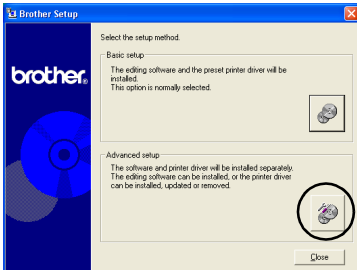 Brother Setup
Select the setup method.
brother®
Basic setup
The editing software and the preset printer driver will be
installed.
This option is normally selected.
Advanced setup
The software and printer driver will be installed separately.
The editing software can be installed, or the printer driver
can be installed, updated or removed.
Close